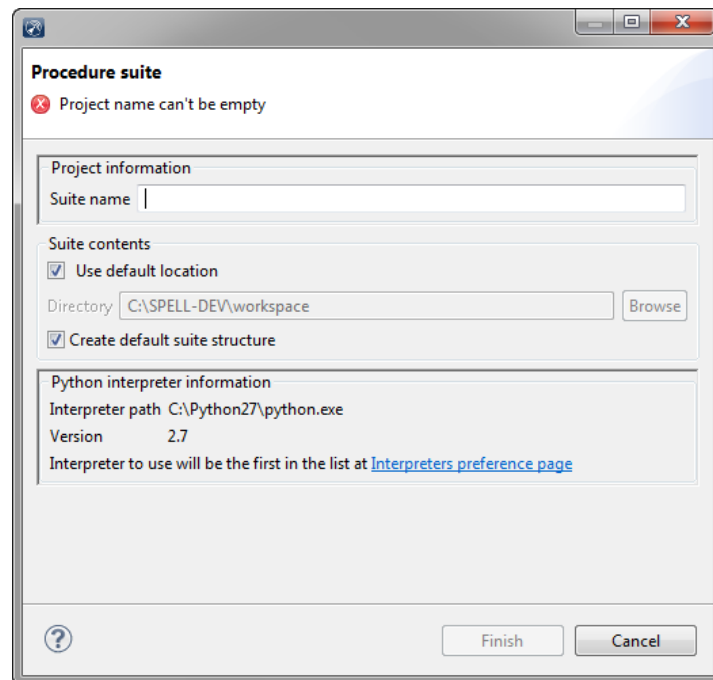 Procedure suite
Project name can't be empty
Project information
Suite name
Suite contents
Use default location
Directory C:\SPELL-DEV\workspace Browse
Create default suite structure
Python interpreter information
Interpreter path C:\Python27\python.exe
Version 2.7
Interpreter to use will be the first in the list at Interpreters preference page
? Finish Cancel